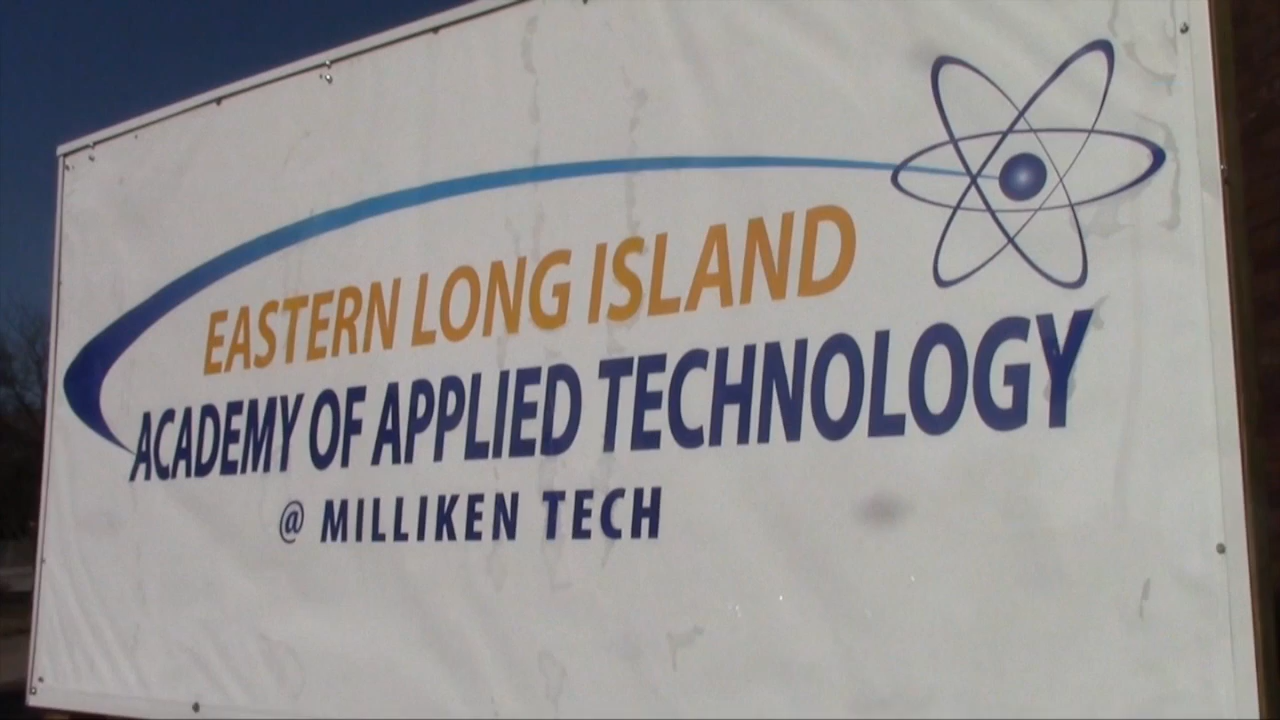 EASTERN LONG ISLAND
ACADEMY OF APPLIED TECHNOLOGY
@ MILLIKEN TECH